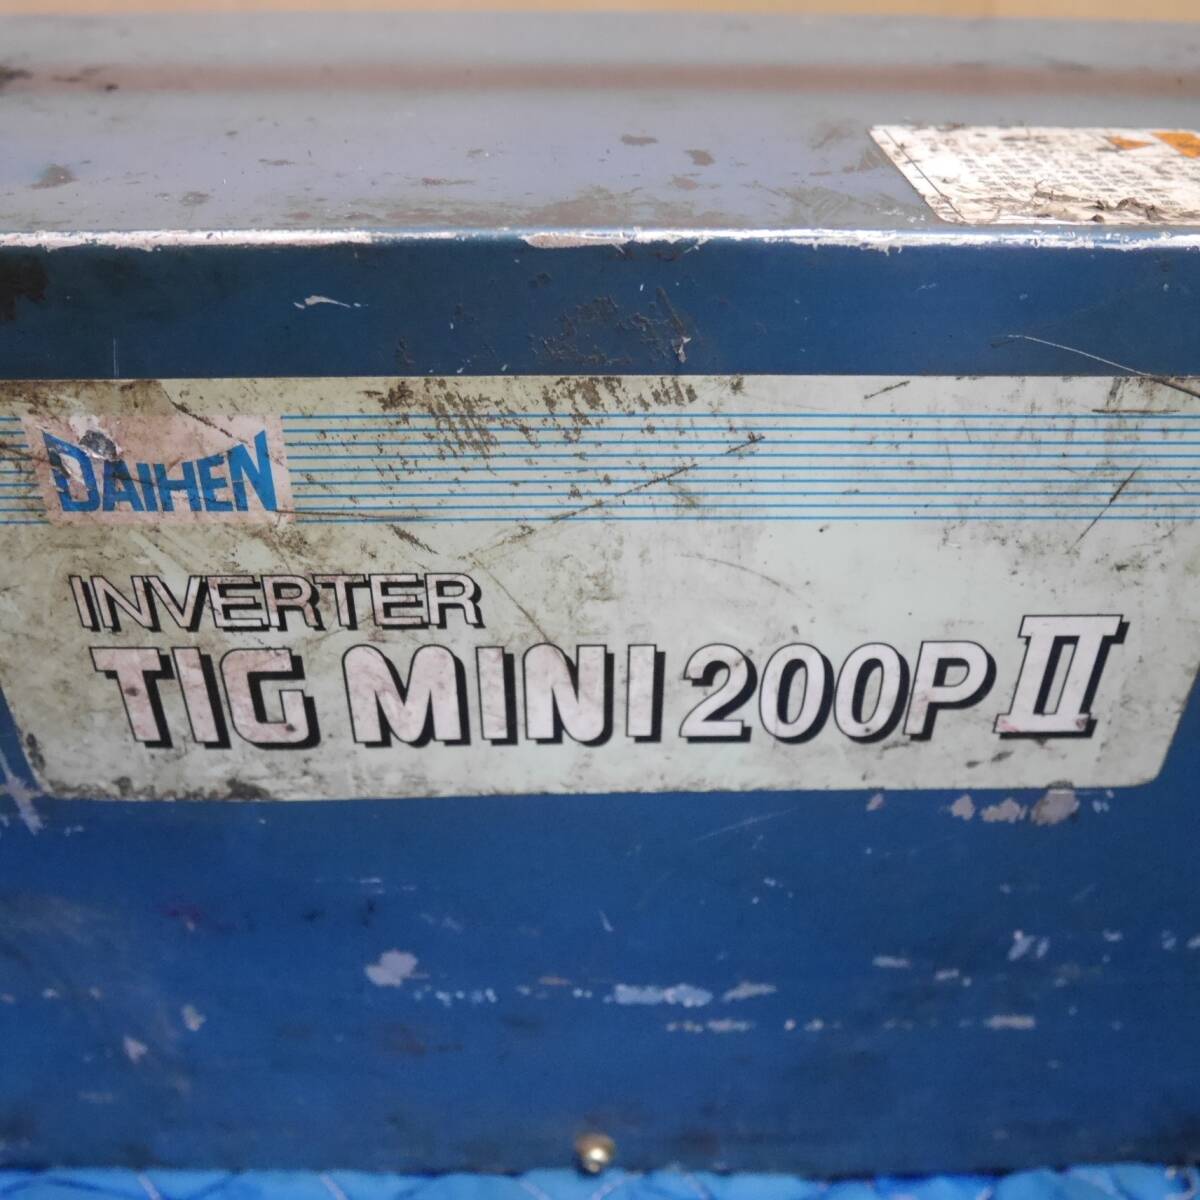 DAIHEN
INVERTER
TIG MINI 200P II